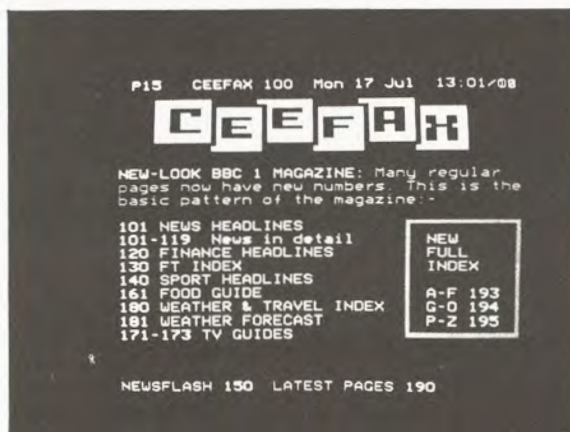 P15 CEEFAX 100 Mon 17 Jul 13:01/08
CEEFAX
NEW-LOOK BBC 1 MAGAZINE: Many regular
pages now have new numbers. This is the
basic pattern of the magazine:-
101 NEWS HEADLINES
101-119 News in detail
120 FINANCE HEADLINES
130 FT INDEX
140 SPORT HEADLINES
161 FOOD GUIDE
180 WEATHER & TRAVEL INDEX
181 WEATHER FORECAST
171-173 TV GUIDES
NEW
FULL
INDEX
A-F 193
G-O 194
P-Z 195
NEWSFLASH 150 LATEST PAGES 190